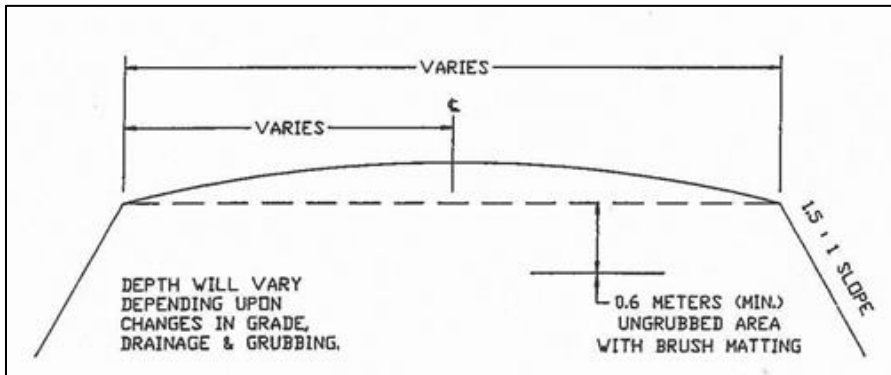 VARIES
℄
VARIES
1.5 : 1 SLOPE
DEPTH WILL VARY
DEPENDING UPON
CHANGES IN GRADE,
DRAINAGE & GRUBBING.
0.6 METERS (MIN.)
UNGRUBBED AREA
WITH BRUSH MATTING